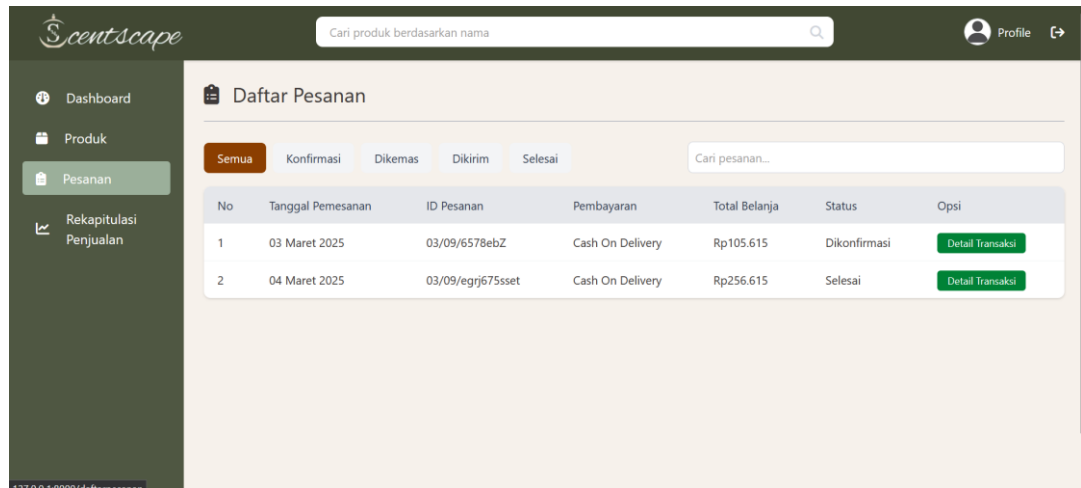 Scentscape
Cari produk berdasarkan nama
Profile
Dashboard
Produk
Pesanan
Rekapitulasi
Penjualan
Daftar Pesanan
Semua Konfirmasi Dikemas Dikirim Selesai Cari pesanan...
No Tanggal Pemesanan ID Pesanan Pembayaran Total Belanja Status Opsi
1 03 Maret 2025 03/09/6578ebZ Cash On Delivery Rp105.615 Dikonfirmasi Detail Transaksi
2 04 Maret 2025 03/09/egrj675sset Cash On Delivery Rp256.615 Selesai Detail Transaksi